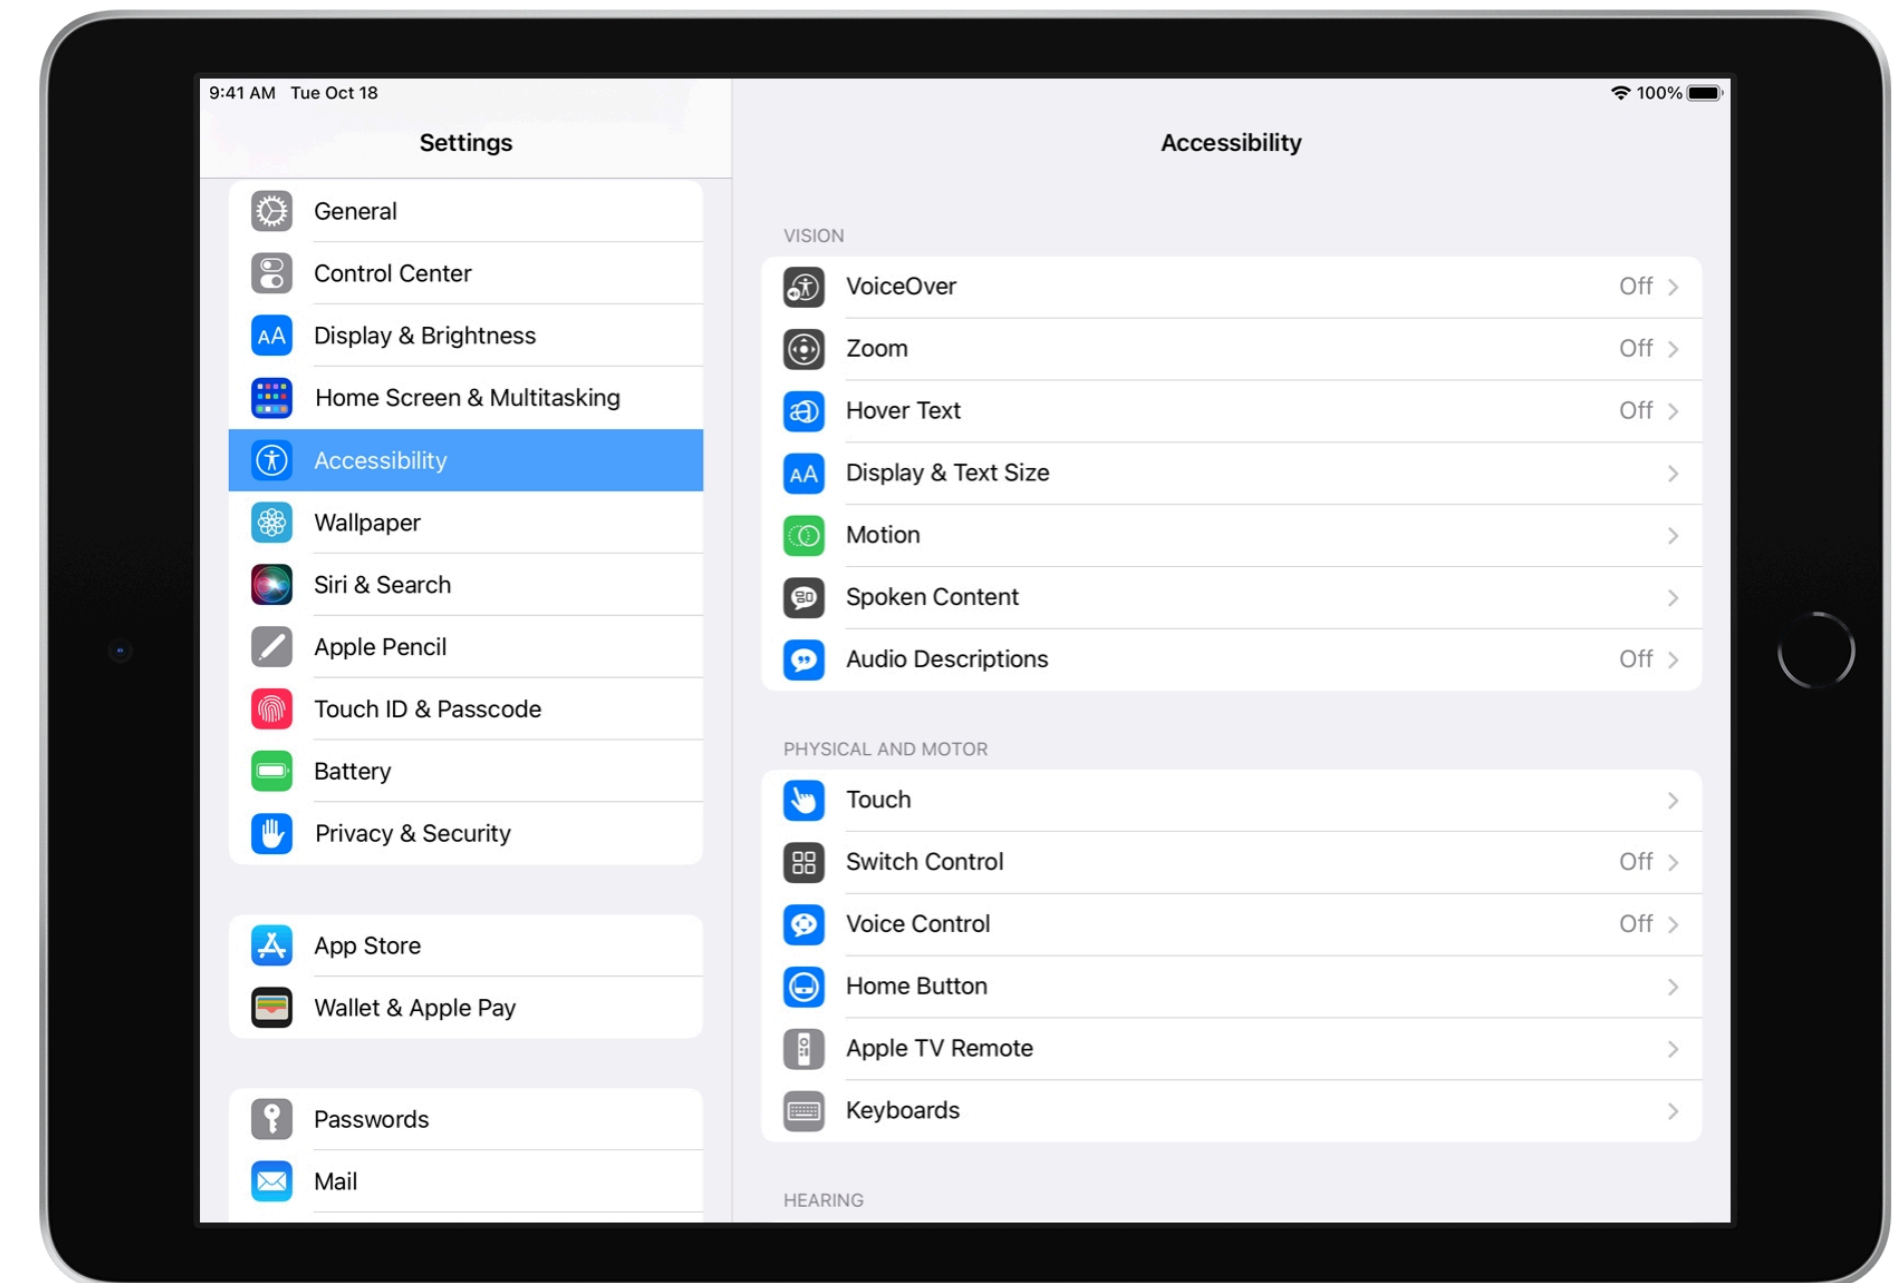 9:41 AM Tue Oct 18
100%
Settings
General
Control Center
Display & Brightness
Home Screen & Multitasking
Accessibility
Wallpaper
Siri & Search
Apple Pencil
Touch ID & Passcode
Battery
Privacy & Security
App Store
Wallet & Apple Pay
Passwords
Mail
Accessibility
VISION
VoiceOver Off
Zoom Off
Hover Text Off
Display & Text Size
Motion
Spoken Content
Audio Descriptions Off
PHYSICAL AND MOTOR
Touch
Switch Control Off
Voice Control Off
Home Button
Apple TV Remote
Keyboards
HEARING